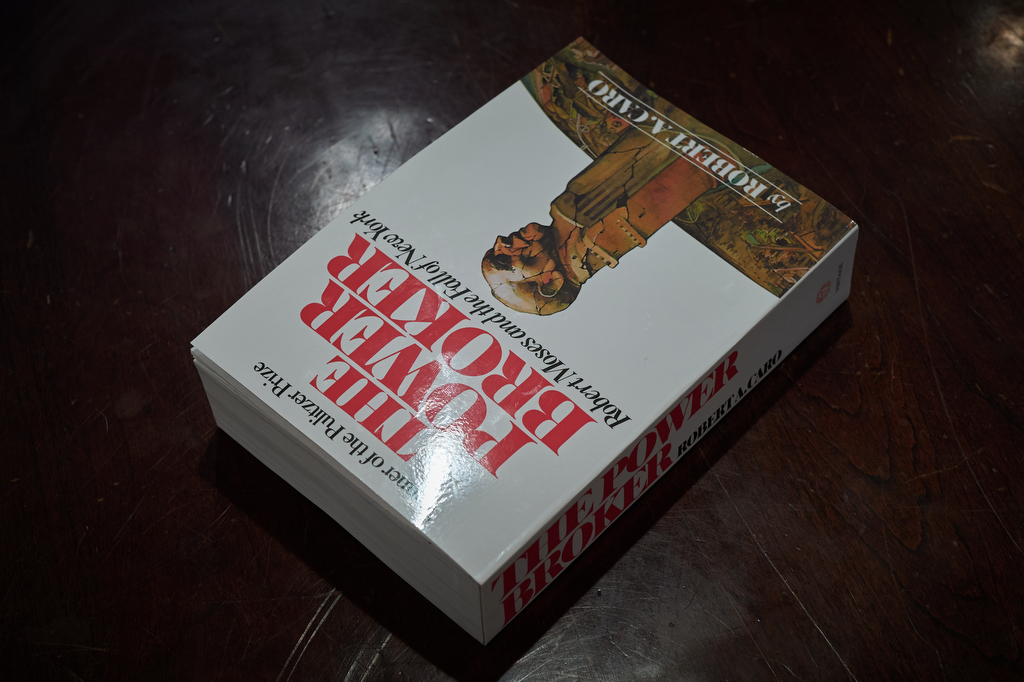 Winner of the Pulitzer Prize
THE
POWER
BROKER
Robert Moses and the Fall of New York
by ROBERT A. CARO
THE POWER
BROKER
ROBERT A. CARO